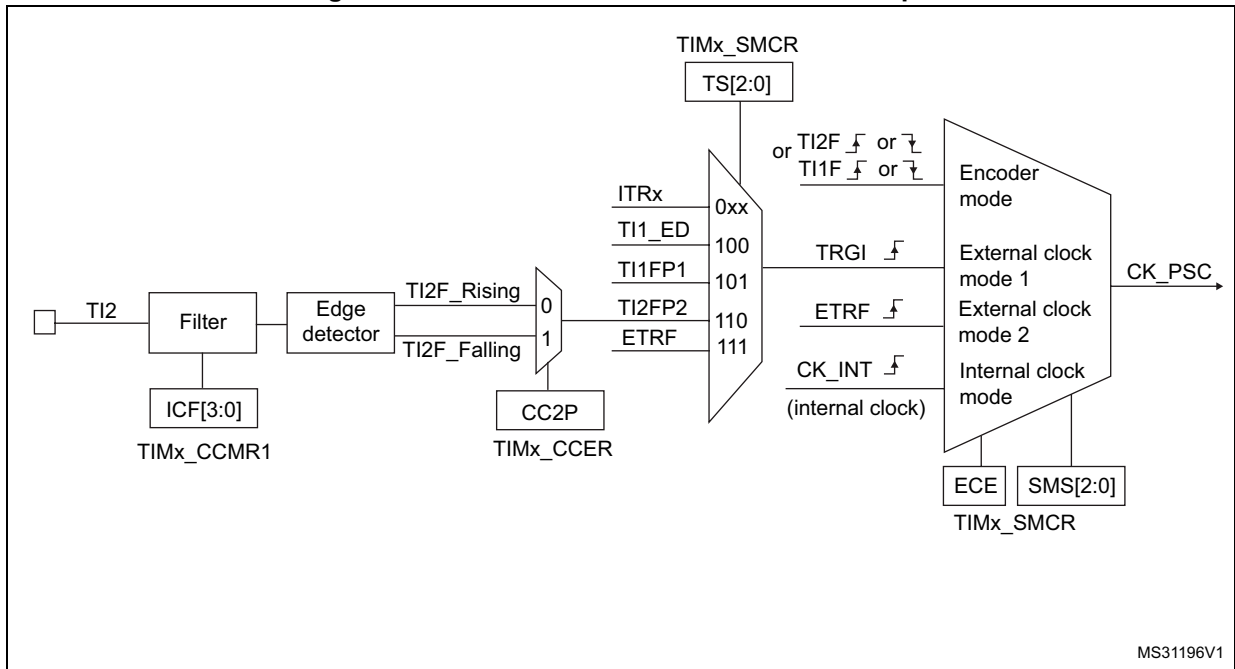 TIMx_SMCR
TS[2:0]
or TI2F or
TI1F or
Encoder
mode
ITRx
0xx
TI1_ED
100
TI1FP1
101
TRGI
External clock
mode 1
CK_PSC
TI2
Filter
Edge
detector
TI2F_Rising
TI2F_Falling
0
1
TI2FP2
110
ETRF
111
ETRF
External clock
mode 2
CK_INT
(internal clock)
Internal clock
mode
ICF[3:0]
TIMx_CCMR1
CC2P
TIMx_CCER
ECE
SMS[2:0]
TIMx_SMCR
MS31196V1